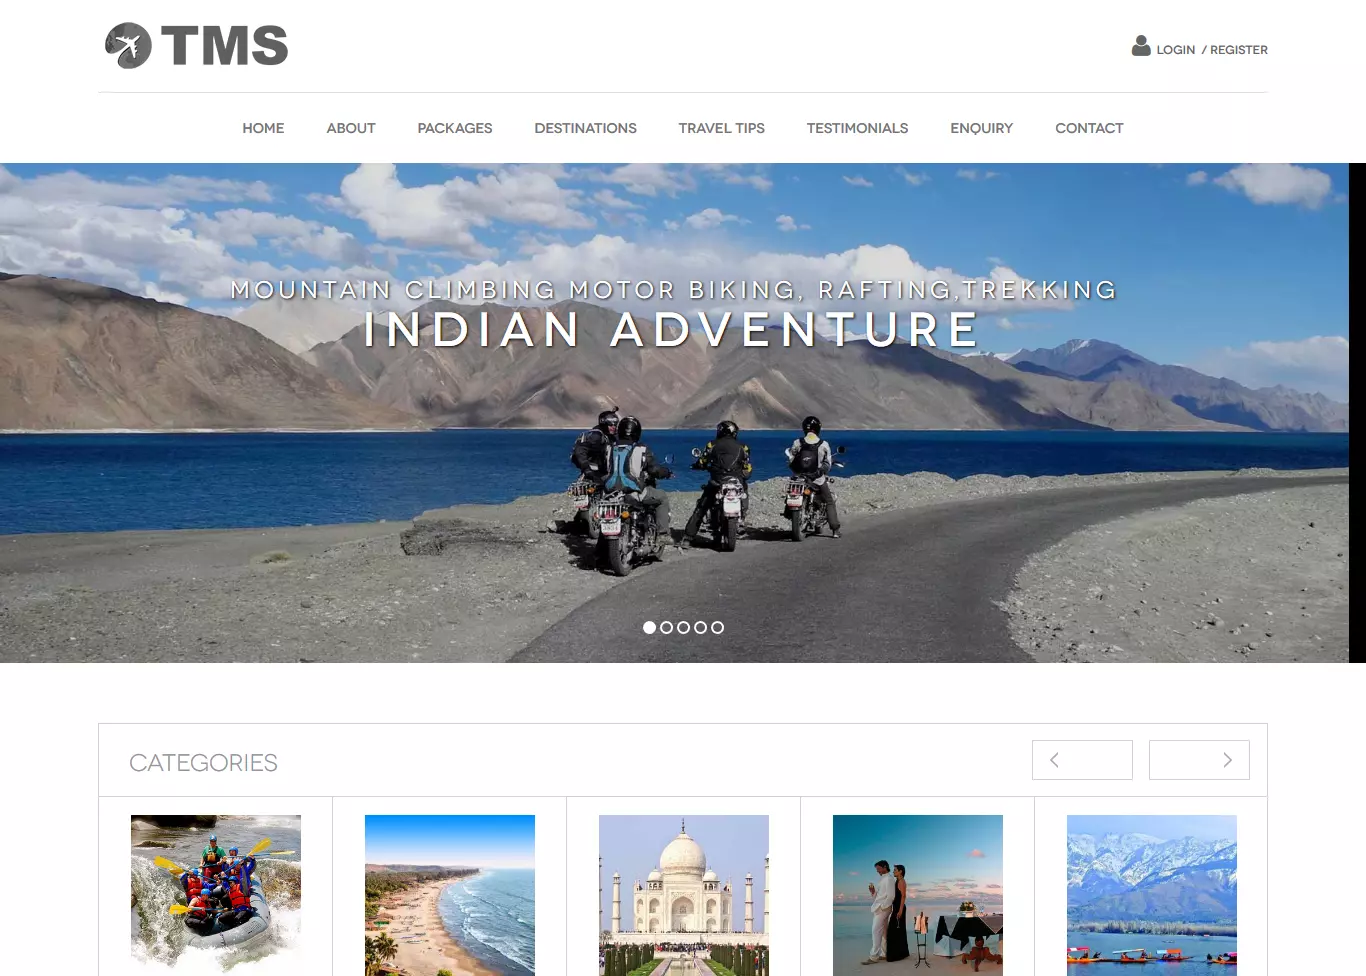 TMS
LOGIN / REGISTER
HOME ABOUT PACKAGES DESTINATIONS TRAVEL TIPS TESTIMONIALS ENQUIRY CONTACT
MOUNTAIN CLIMBING MOTOR BIKING, RAFTING,TREKKING
INDIAN ADVENTURE
CATEGORIES